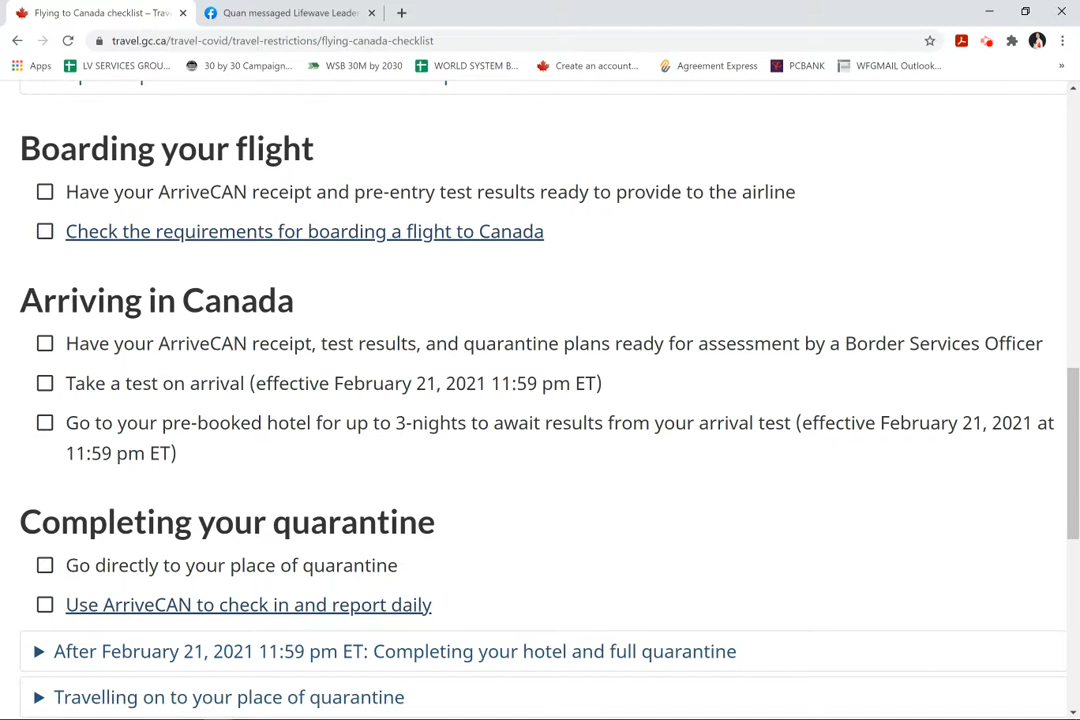 Flying to Canada checklist – Trav
Quan messaged Lifewave Leader
travel.gc.ca/travel-covid/travel-restrictions/flying-canada-checklist
Apps LV SERVICES GROU... 30 by 30 Campaign... WSB 30M by 2030 WORLD SYSTEM B... Create an account... Agreement Express PCBANK WFGMAIL Outlook... »
Boarding your flight
Have your ArriveCAN receipt and pre-entry test results ready to provide to the airline
Check the requirements for boarding a flight to Canada
Arriving in Canada
Have your ArriveCAN receipt, test results, and quarantine plans ready for assessment by a Border Services Officer
Take a test on arrival (effective February 21, 2021 11:59 pm ET)
Go to your pre-booked hotel for up to 3-nights to await results from your arrival test (effective February 21, 2021 at
11:59 pm ET)
Completing your quarantine
Go directly to your place of quarantine
Use ArriveCAN to check in and report daily
After February 21, 2021 11:59 pm ET: Completing your hotel and full quarantine
Travelling on to your place of quarantine